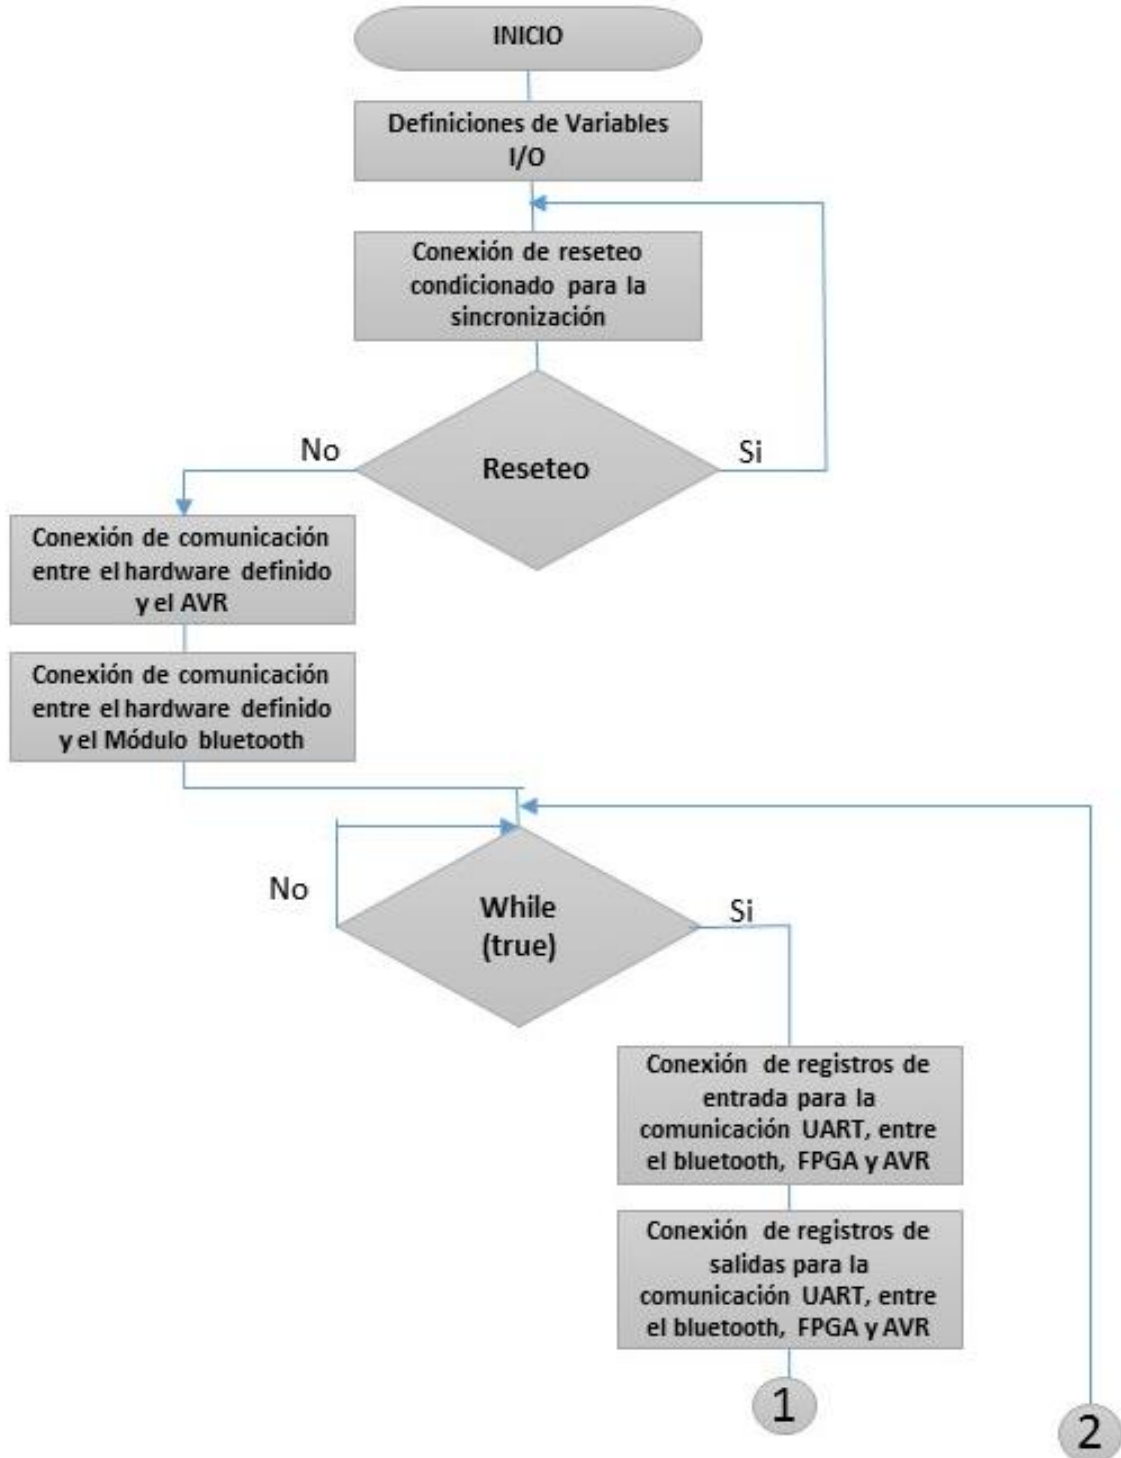 INICIO
Definiciones de Variables
I/O
Conexión de reseteo
condicionado para la
sincronización
No
Reseteo
Si
Conexión de comunicación
entre el hardware definido
y el AVR
Conexión de comunicación
entre el hardware definido
y el Módulo bluetooth
No
While
(true)
Si
Conexión de registros de
entrada para la
comunicación UART, entre
el bluetooth, FPGA y AVR
Conexión de registros de
salidas para la
comunicación UART, entre
el bluetooth, FPGA y AVR
1
2